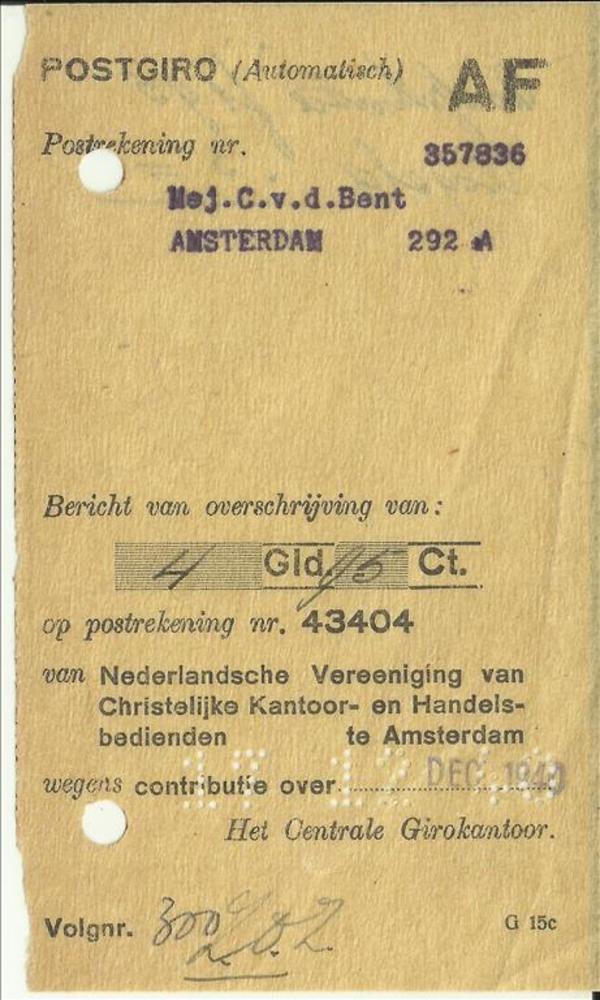 POSTGIRO (Automatisch) AF
Postrekening nr. 357836
Mej.C.v.d.Bent
AMSTERDAM 292 A
Bericht van overschrijving van:
4 Gld. Ct.
op postrekening nr. 43404
van Nederlandsche Vereeniging van
Christelijke Kantoor- en Handels-
bedienden te Amsterdam
wegens contributie over DEC 1940
Het Centrale Girokantoor.
Volgnr. 300
G 15c